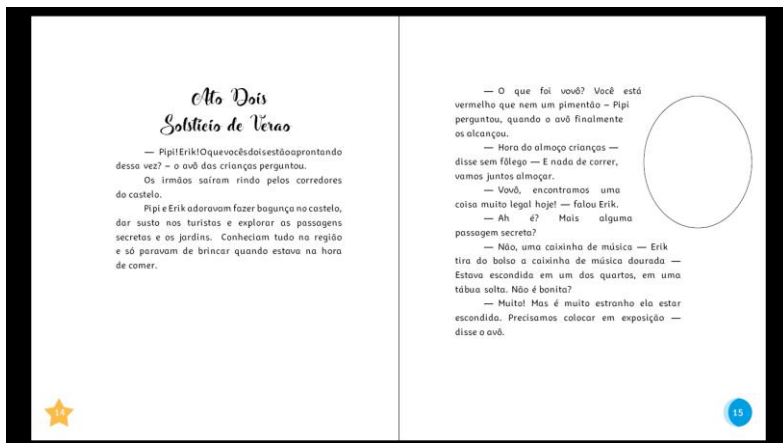 Ato Dois
Solstício de Verao
— Pipi!Erik!Oquevocêsdoisestãoaprontando
dessa vez? – o avô das crianças perguntou.
Os irmãos saíram rindo pelos corredores
do castelo.
Pipi e Erik adoravam fazer bagunça no castelo,
dar susto nos turistas e explorar as passagens
secretas e os jardins. Conheciam tudo na região
e só paravam de brincar quando estava na hora
de comer.
14
— O que foi vovô? Você está
vermelho que nem um pimentão – Pipi
perguntou, quando o avô finalmente
os alcançou.
— Hora do almoço crianças —
disse sem fôlego — E nada de correr,
vamos juntos almoçar.
— Vovô, encontramos uma
coisa muito legal hoje! — falou Erik.
— Ah é? Mais alguma
passagem secreta?
— Não, uma caixinha de música — Erik
tira do bolso a caixinha de música dourada —
Estava escondida em um dos quartos, em uma
tábua solta. Não é bonita?
— Muito! Mas é muito estranho ela estar
escondida. Precisamos colocar em exposição —
disse o avô.
15